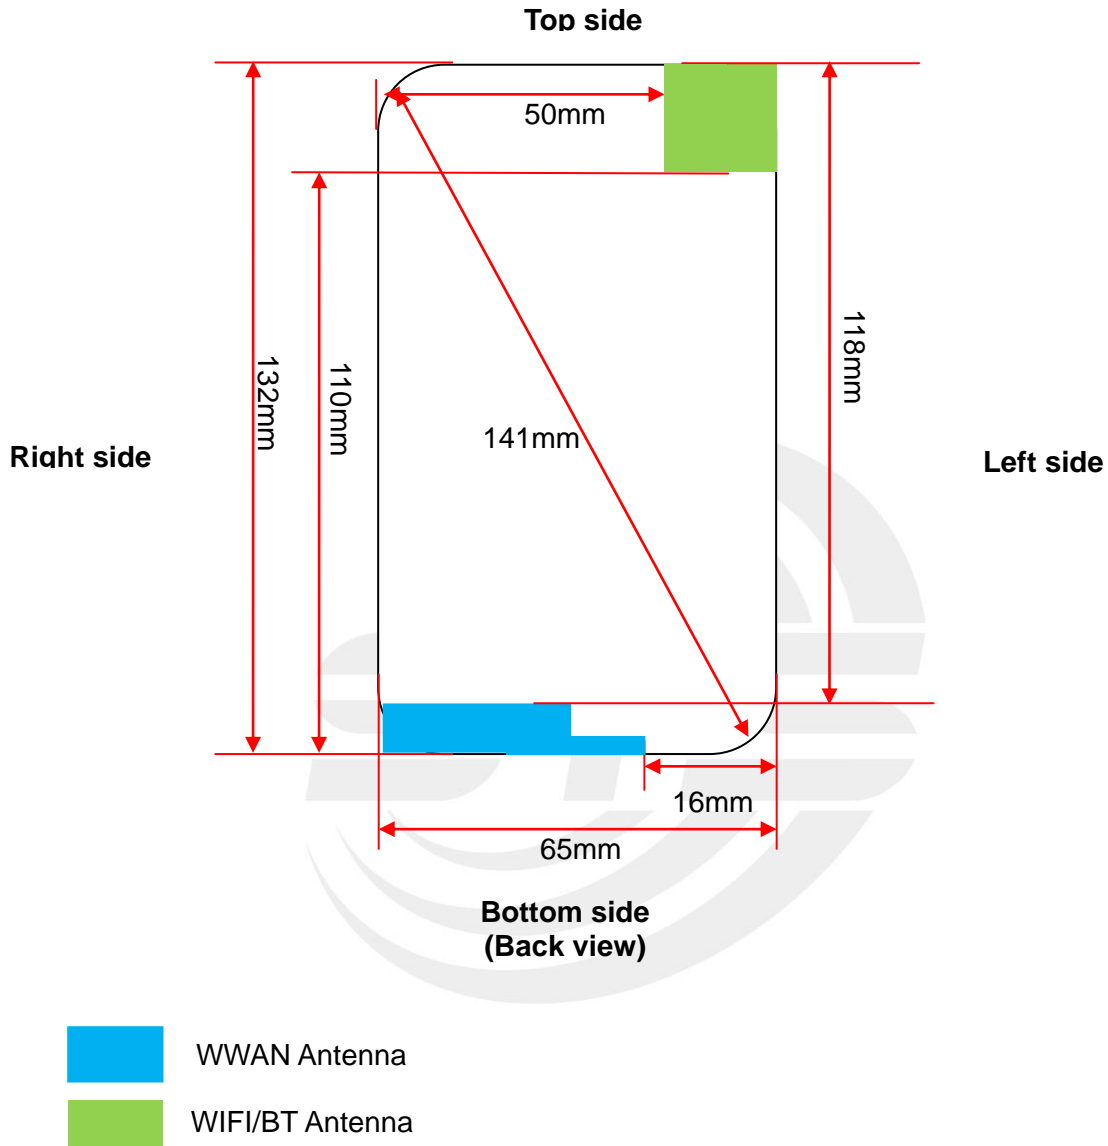 Top side
50mm
132mm
110mm
118mm
141mm
Right side
Left side
16mm
65mm
Bottom side
(Back view)
WWAN Antenna
WIFI/BT Antenna